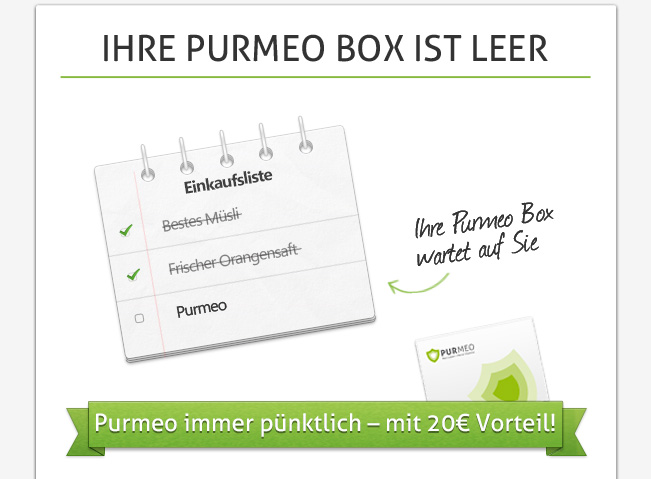 IHRE PURMEO BOX IST LEER
Einkaufsliste
Bestes Müsli
Frischer Orangensaft
Purmeo
Ihre Purmeo Box
wartet auf Sie
PURMEO
Purmeo immer pünktlich – mit 20€ Vorteil!